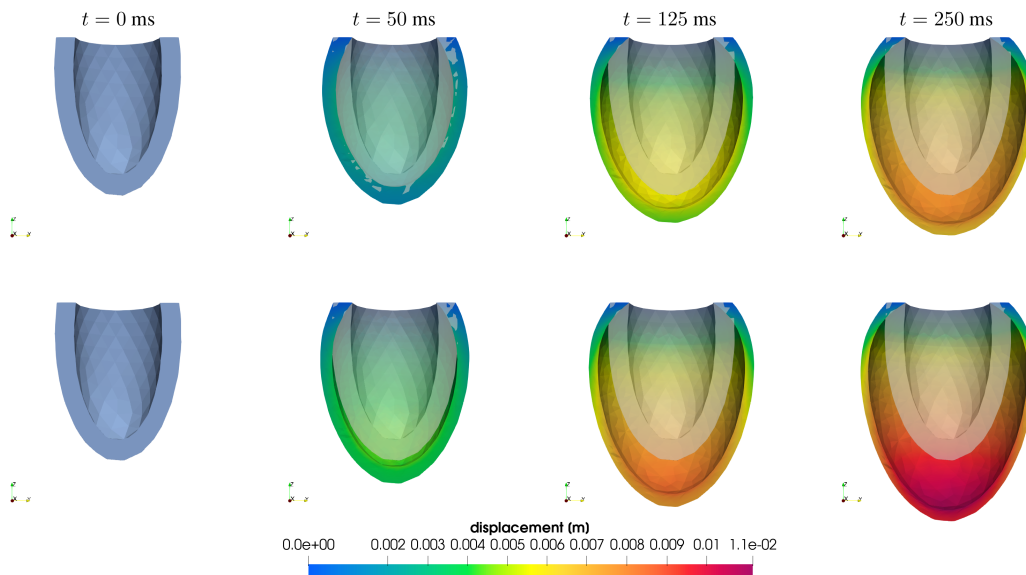 t = 0 ms
t = 50 ms
t = 125 ms
t = 250 ms
displacement (m)
0.0e+00 0.002 0.003 0.004 0.005 0.006 0.007 0.008 0.009 0.01 1.1e-02